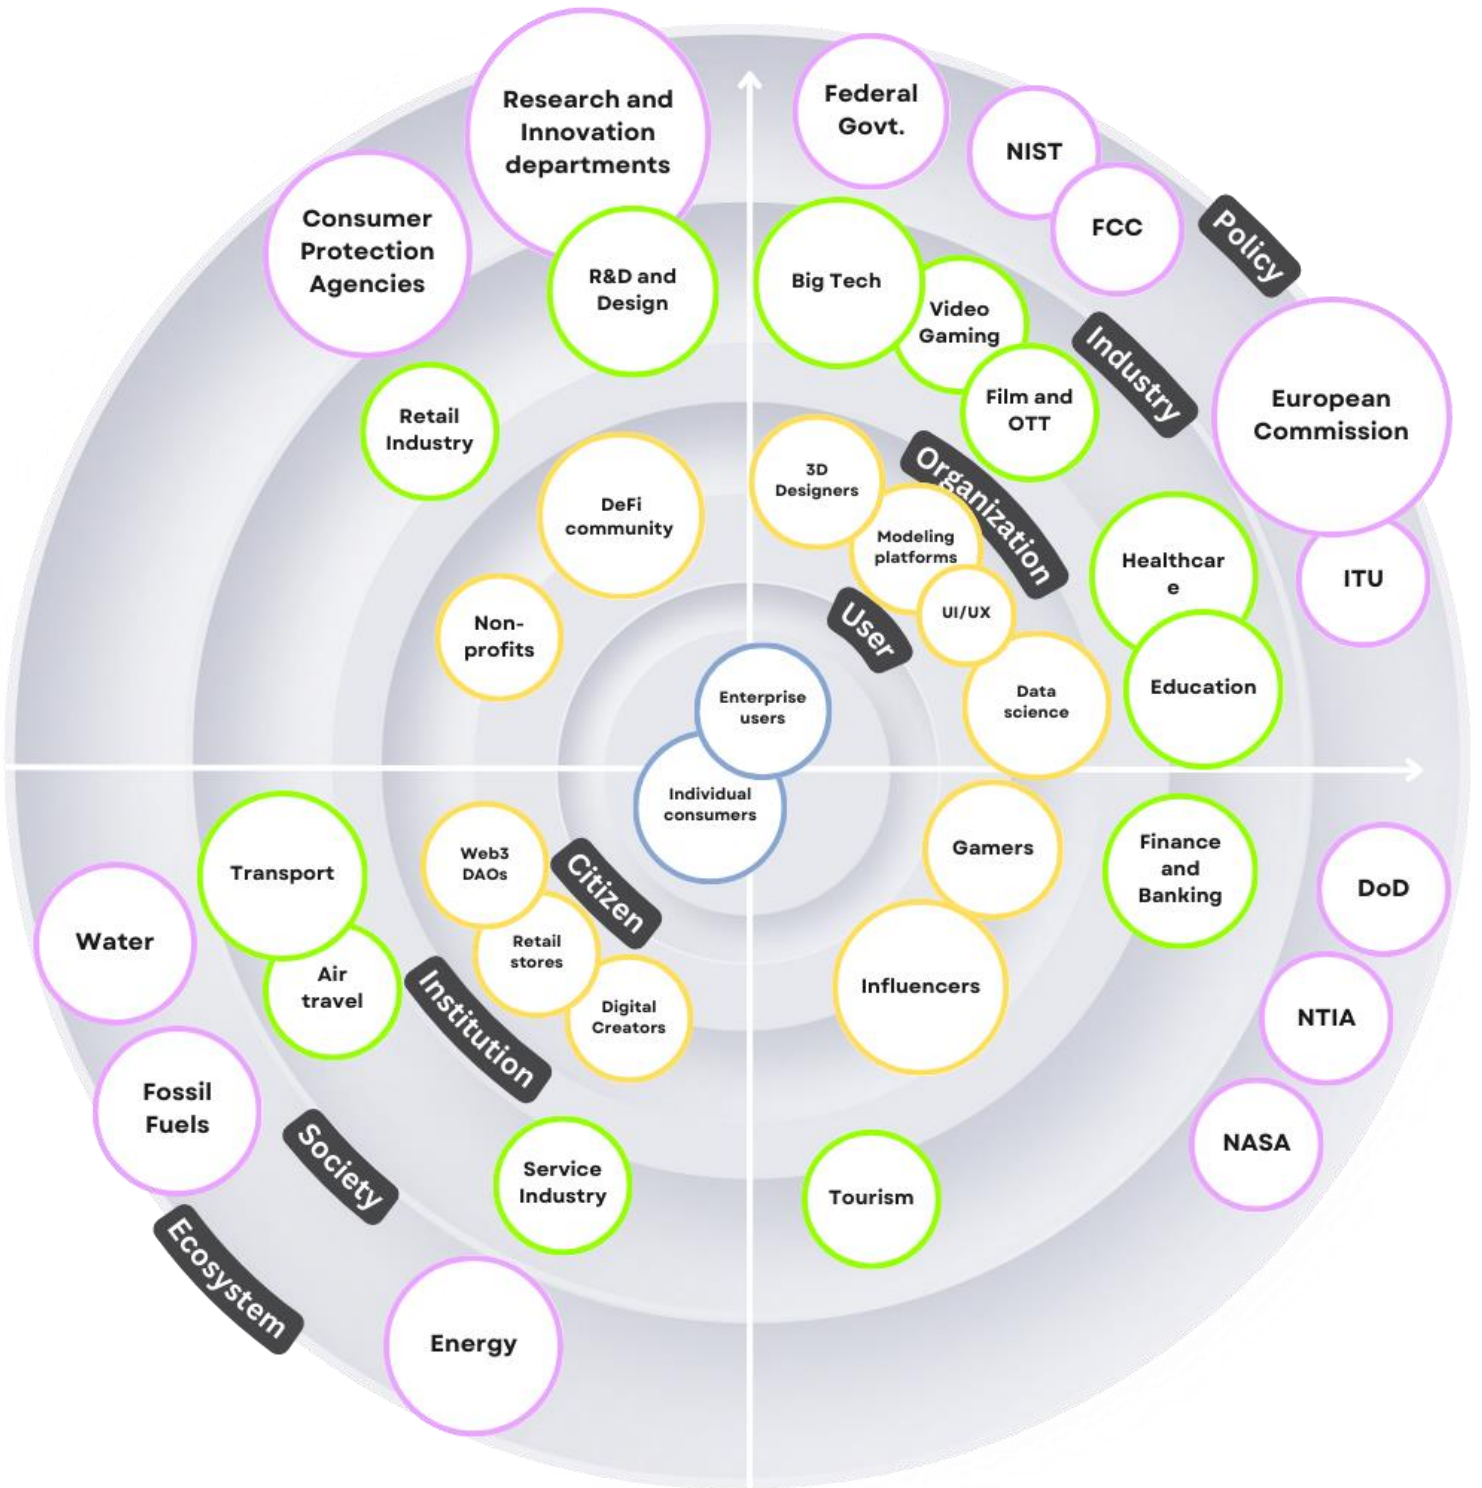 Research and
Innovation
departments
Federal
Govt.
NIST
FCC
Policy
Consumer
Protection
Agencies
R&D and
Design
Big Tech
Video
Gaming
Industry
Film and
OTT
European
Commission
Retail
Industry
DeFi
community
3D
Designers
Organization
Modeling
platforms
Healthcar
e
ITU
Non-
profits
User
UI/UX
Enterprise
users
Data
science
Education
Individual
consumers
Transport
Web3
DAOs
Citizen
Gamers
Finance
and
Banking
DoD
Water
Air
travel
Retail
stores
Institution
Digital
Creators
Influencers
NTIA
Fossil
Fuels
Society
Service
Industry
Tourism
NASA
Ecosystem
Energy